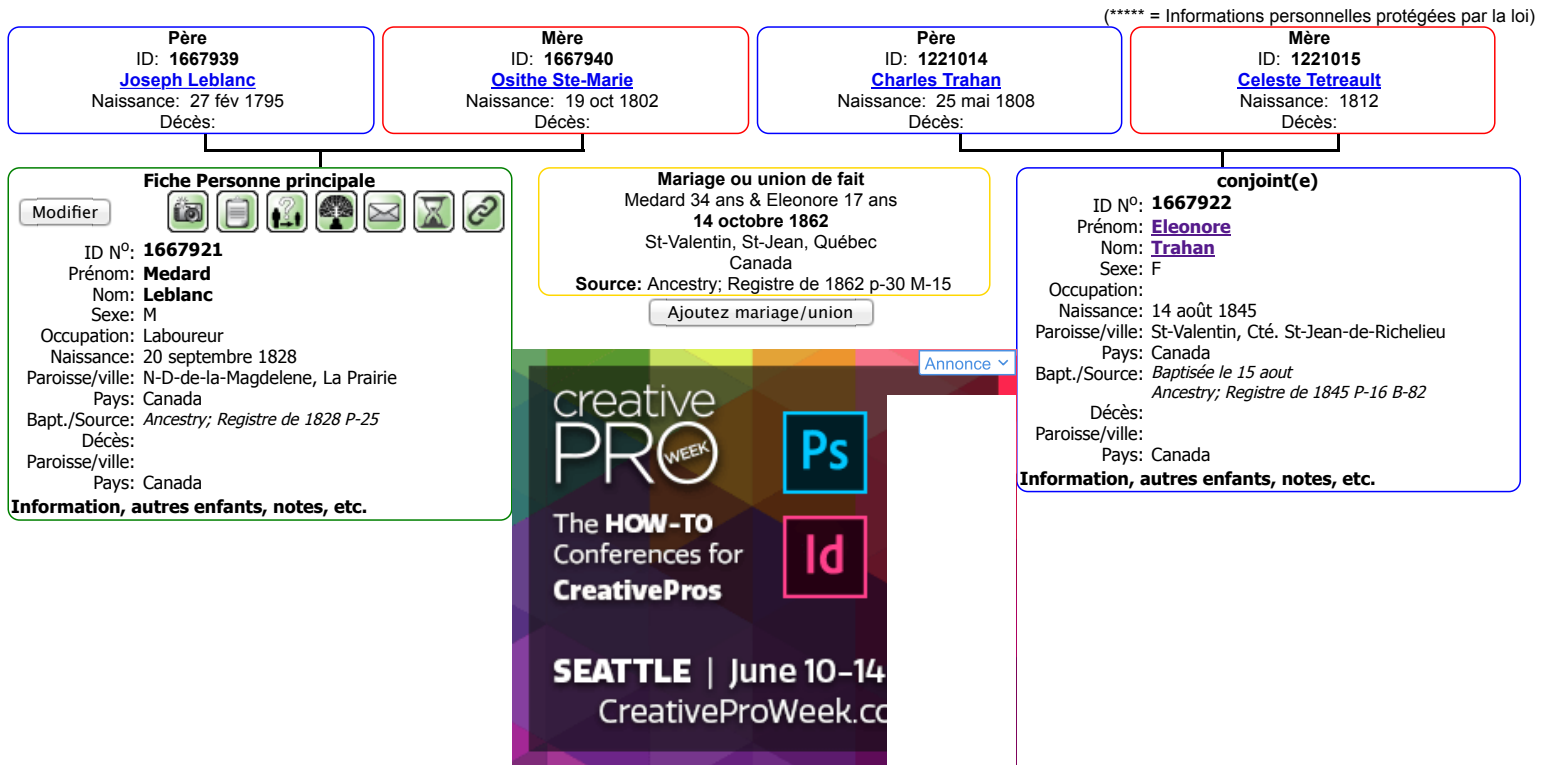 (***** = Informations personnelles protégées par la loi)
Père
ID: 1667939
Joseph Leblanc
Naissance: 27 fév 1795
Décès:
Mère
ID: 1667940
Osithe Ste-Marie
Naissance: 19 oct 1802
Décès:
Père
ID: 1221014
Charles Trahan
Naissance: 25 mai 1808
Décès:
Mère
ID: 1221015
Celeste Tetreault
Naissance: 1812
Décès:
Fiche Personne principale
Modifier
ID Nº: 1667921
Prénom: Medard
Nom: Leblanc
Sexe: M
Occupation: Laboureur
Naissance: 20 septembre 1828
Paroisse/ville: N-D-de-la-Magdelene, La Prairie
Pays: Canada
Bapt./Source: Ancestry; Registre de 1828 P-25
Décès:
Paroisse/ville:
Pays: Canada
Information, autres enfants, notes, etc.
Mariage ou union de fait
Medard 34 ans & Eleonore 17 ans
14 octobre 1862
St-Valentin, St-Jean, Québec
Canada
Source: Ancestry; Registre de 1862 p-30 M-15
Ajoutez mariage/union
Annonce
creative
PRO
WEEK
Ps
The HOW-TO
Conferences for
CreativePros
Id
SEATTLE | June 10-14
CreativeProWeek.co
conjoint(e)
ID Nº: 1667922
Prénom: Eleonore
Nom: Trahan
Sexe: F
Occupation:
Naissance: 14 août 1845
Paroisse/ville: St-Valentin, Cté. St-Jean-de-Richelieu
Pays: Canada
Bapt./Source: Baptisée le 15 aout
Ancestry; Registre de 1845 P-16 B-82
Décès:
Paroisse/ville:
Pays: Canada
Information, autres enfants, notes, etc.